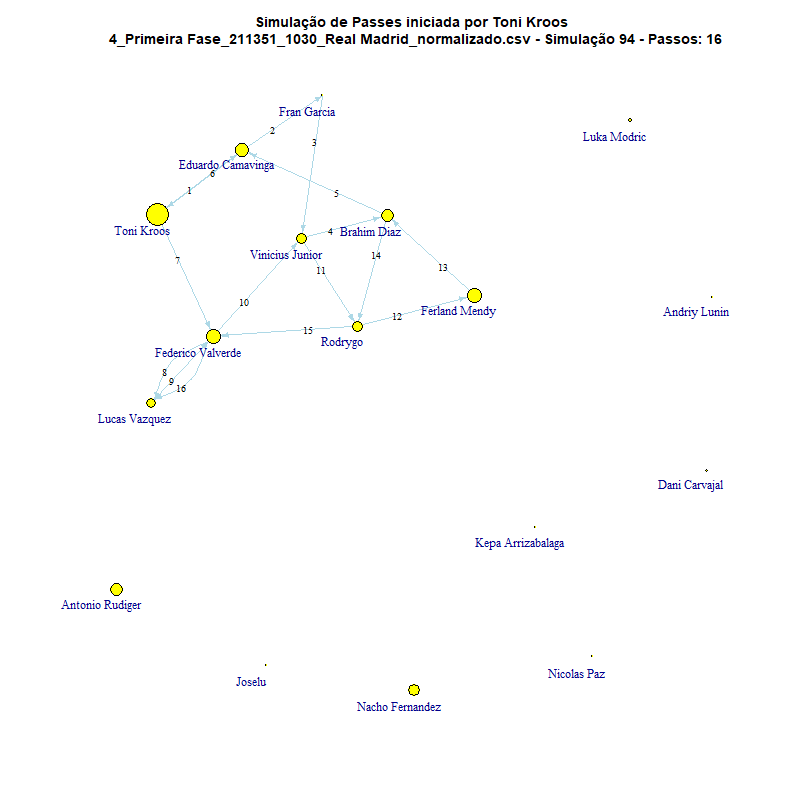 Simulação de Passes iniciada por Toni Kroos
4_Primeira Fase_211351_1030_Real Madrid_normalizado.csv - Simulação 94 - Passos: 16
Fran Garcia
2
Luka Modric
3
Eduardo Camavinga
6
1
5
Toni Kroos
4
Brahim Diaz
Vinicius Junior
14
7
11
13
10
Ferland Mendy
Andriy Lunin
12
15
Rodrygo
Federico Valverde
8
9
16
Lucas Vazquez
Dani Carvajal
Kepa Arrizabalaga
Antonio Rudiger
Joselu
Nicolas Paz
Nacho Fernandez